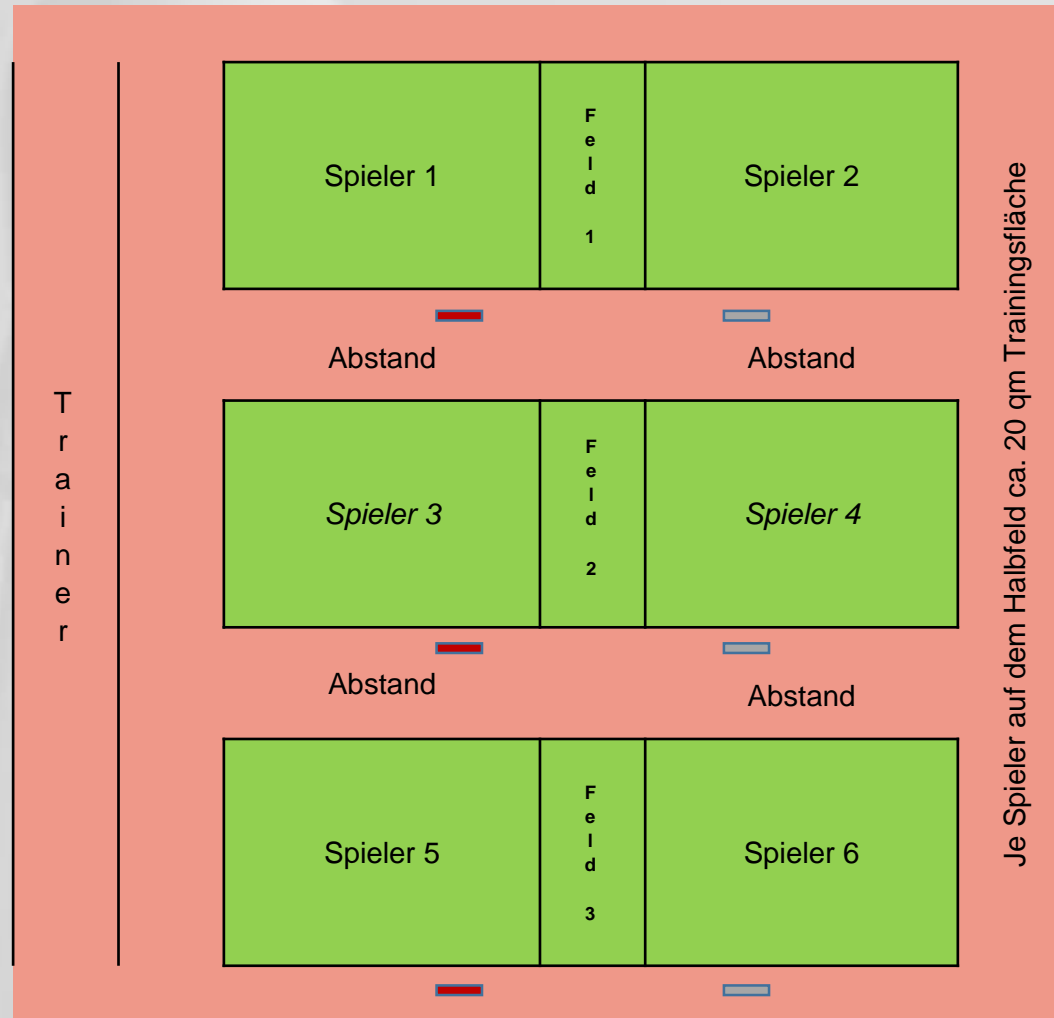 Spieler 1
Feld 1
Spieler 2
Abstand
Abstand
Trainer
Spieler 3
Feld 2
Spieler 4
Abstand
Abstand
Spieler 5
Feld 3
Spieler 6
Je Spieler auf dem Halbfeld ca. 20 qm Trainingsfläche